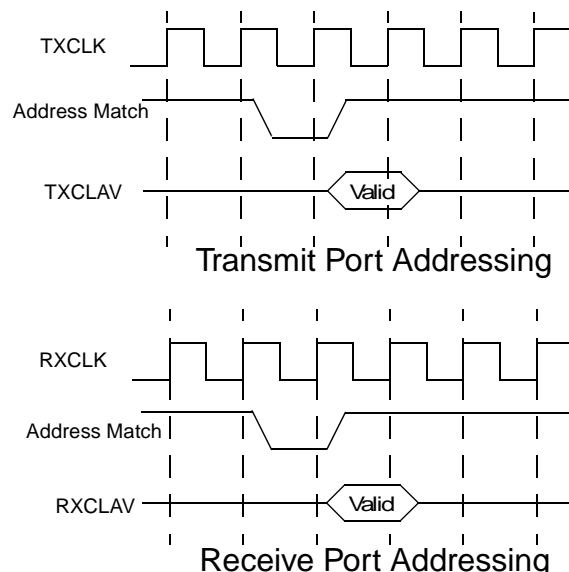 TXCLK
Address Match
TXCLAV
Valid
Transmit Port Addressing
RXCLK
Address Match
RXCLAV
Valid
Receive Port Addressing